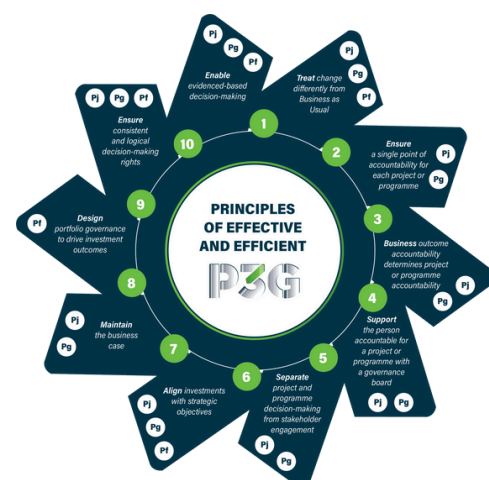 PRINCIPLES
OF EFFECTIVE
AND EFFICIENT
P3G
1
Treat change
differently from
Business as
Usual
Pj
Pg
Pf
2
Ensure
a single point of
accountability for
each project or
programme
Pj
Pg
3
Business outcome
accountability
determines project
or programme
accountability
Pj
Pg
4
Support
the person
accountable for
a project or
programme with
a governance
board
Pj
Pg
5
Separate
project and
programme
decision-making
from stakeholder
engagement
Pj
Pg
6
Align investments
with strategic
objectives
Pj
Pg
Pf
7
Maintain
the business
case
Pj
Pg
8
Design
portfolio governance
to drive investment
outcomes
Pf
9
Ensure
consistent
and logical
decision-making
rights
Pj
Pg
Pf
10
Enable
evidenced-based
decision-making
Pj
Pg
Pf